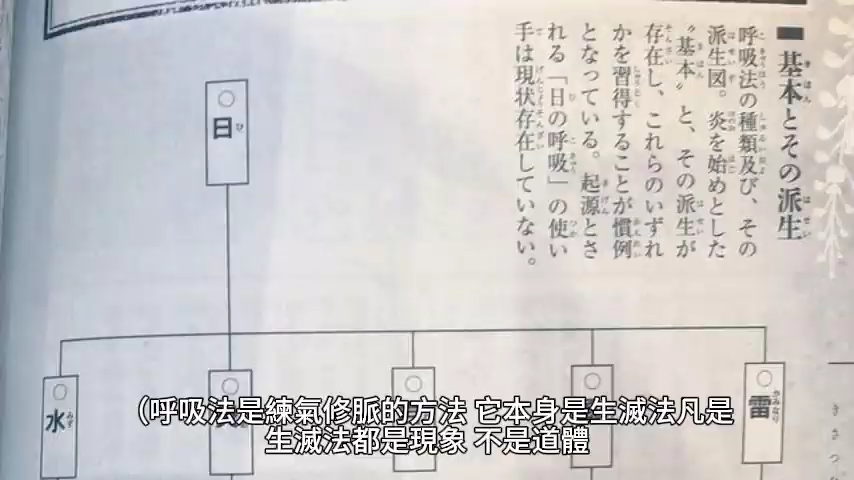 ■基本とその派生
呼吸法の種類及び、その
派生図。炎を始めとした
〝基本〟と、その派生が
存在し、これらのいずれ
かを習得することが慣例
となっている。起源とさ
れる「日の呼吸」の使い
手は現状存在していない。
日
水
雷
（呼吸法是練氣修脈的方法 它本身是生滅法凡是
生滅法都是現象 不是道體